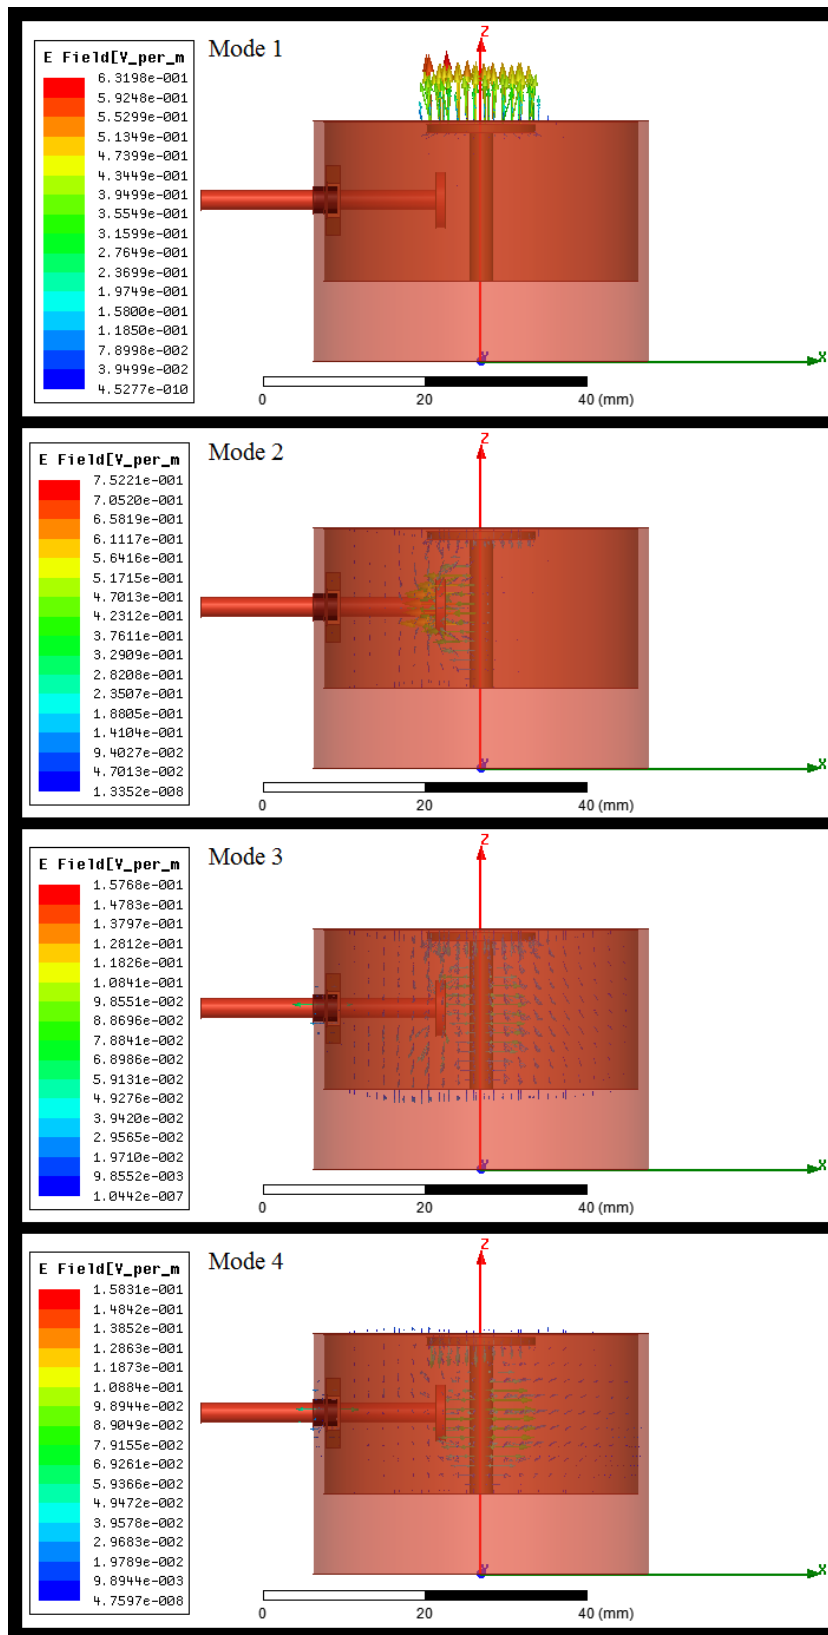 Mode 1
E Field[V_per_m
6.3198e-001
5.9248e-001
5.5299e-001
5.1349e-001
4.7399e-001
4.3449e-001
3.9499e-001
3.5549e-001
3.1599e-001
2.7649e-001
2.3699e-001
1.9749e-001
1.5800e-001
1.1850e-001
7.8998e-002
3.9499e-002
4.5277e-010
Z
Y
X
0 20 40 (mm)
Mode 2
E Field[V_per_m
7.5221e-001
7.0520e-001
6.5819e-001
6.1117e-001
5.6416e-001
5.1715e-001
4.7013e-001
4.2312e-001
3.7611e-001
3.2909e-001
2.8208e-001
2.3507e-001
1.8805e-001
1.4104e-001
9.4027e-002
4.7013e-002
1.3352e-008
Z
Y
X
0 20 40 (mm)
Mode 3
E Field[V_per_m
1.5768e-001
1.4783e-001
1.3797e-001
1.2812e-001
1.1826e-001
1.0841e-001
9.8551e-002
8.8696e-002
7.8841e-002
6.8986e-002
5.9131e-002
4.9276e-002
3.9420e-002
2.9565e-002
1.9710e-002
9.8552e-003
1.0442e-007
Z
Y
X
0 20 40 (mm)
Mode 4
E Field[V_per_m
1.5831e-001
1.4842e-001
1.3852e-001
1.2863e-001
1.1873e-001
1.0884e-001
9.8944e-002
8.9049e-002
7.9155e-002
6.9261e-002
5.9366e-002
4.9472e-002
3.9578e-002
2.9683e-002
1.9789e-002
9.8944e-003
4.7597e-008
Z
Y
X
0 20 40 (mm)